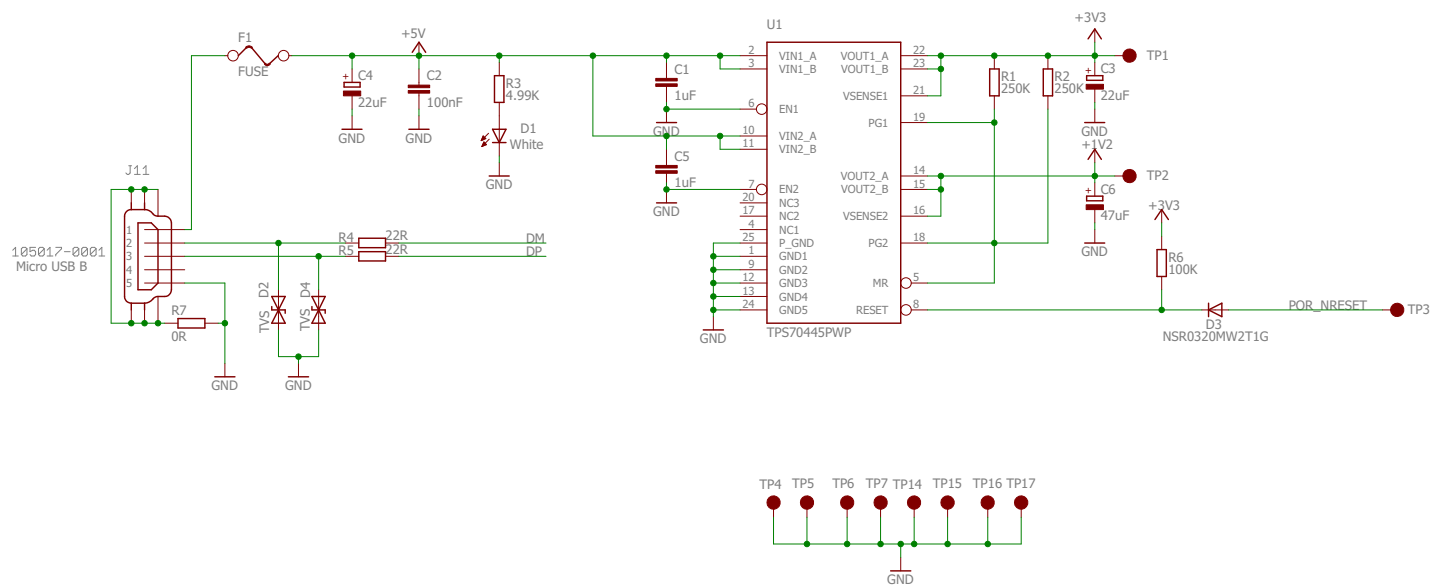 F1
FUSE
+5V
C4
22uF
GND
C2
100nF
GND
R3
4.99K
D1
White
GND
C1
1uF
GND
C5
1uF
GND
U1
2 VIN1_A VOUT1_A 22
3 VIN1_B VOUT1_B 23
VSENSE1 21
6 EN1
PG1 19
10 VIN2_A
11 VIN2_B
VOUT2_A 14
7 EN2 VOUT2_B 15
20 NC3
17 NC2 VSENSE2 16
4 NC1
25 P_GND PG2 18
1 GND1
9 GND2
12 GND3 MR 5
13 GND4
24 GND5 RESET 8
TPS70445PWP
GND
+3V3
TP1
R1
250K
R2
250K
C3
22uF
GND
+1V2
TP2
C6
47uF
GND
+3V3
R6
100K
D3
NSR0320MW2T1G
POR_NRESET
TP3
J11
1
2
3
4
5
105017-0001
Micro USB B
R4 22R DM
R5 22R DP
D2
TVS
D4
TVS
R7
0R
GND
GND
TP4 TP5 TP6 TP7 TP14 TP15 TP16 TP17
GND